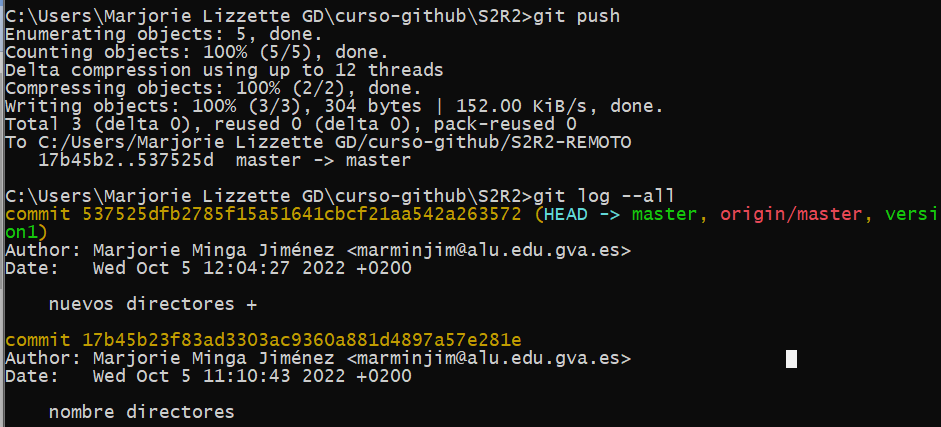 C:\Users\Marjorie Lizzette GD\curso-github\S2R2>git push
Enumerating objects: 5, done.
Counting objects: 100% (5/5), done.
Delta compression using up to 12 threads
Compressing objects: 100% (2/2), done.
Writing objects: 100% (3/3), 304 bytes | 152.00 KiB/s, done.
Total 3 (delta 0), reused 0 (delta 0), pack-reused 0
To C:/Users/Marjorie Lizzette GD/curso-github/S2R2-REMOTO
   17b45b2..537525d  master -> master

C:\Users\Marjorie Lizzette GD\curso-github\S2R2>git log --all
commit 537525dfb2785f15a51641cbcf21aa542a263572 (HEAD -> master, origin/master, versi
on1)
Author: Marjorie Minga Jiménez <marminjim@alu.edu.gva.es>
Date:   Wed Oct 5 12:04:27 2022 +0200

    nuevos directores +

commit 17b45b23f83ad3303ac9360a881d4897a57e281e
Author: Marjorie Minga Jiménez <marminjim@alu.edu.gva.es>
Date:   Wed Oct 5 11:10:43 2022 +0200

    nombre directores